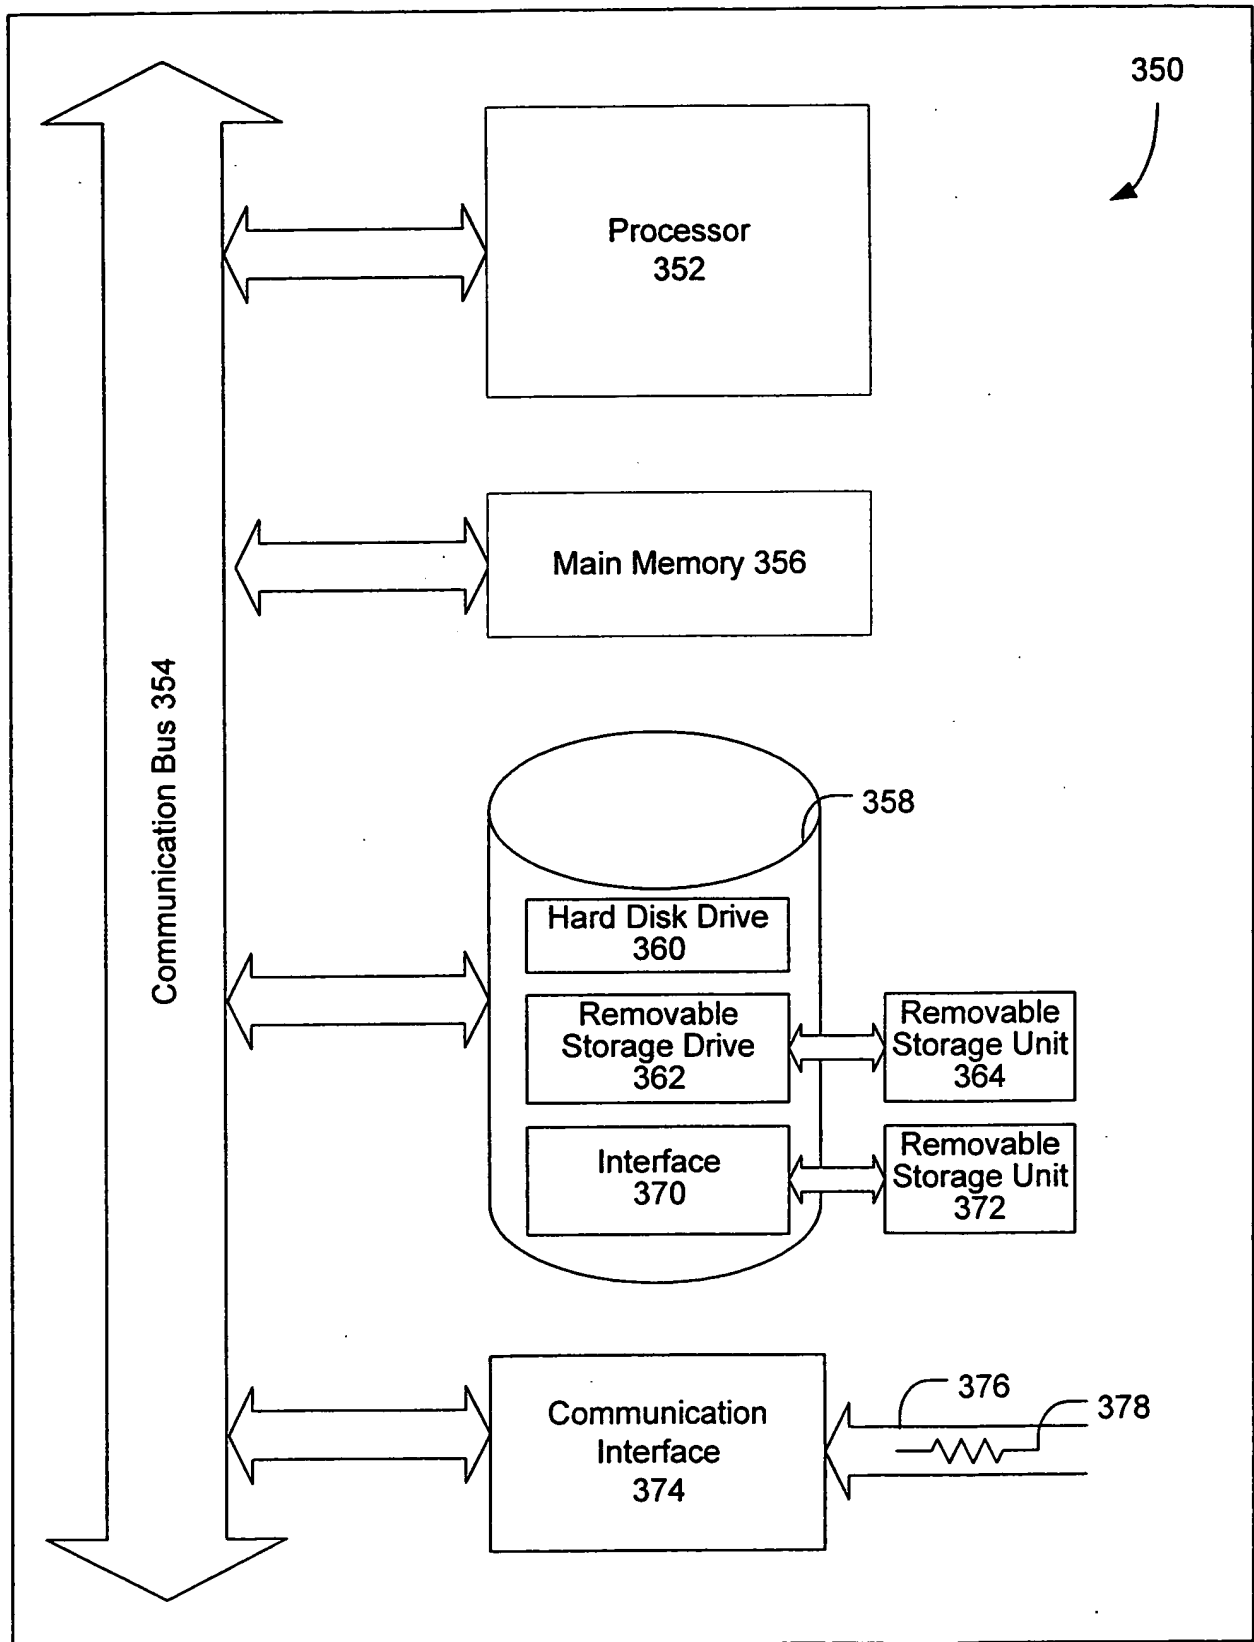 350
Processor
352
Main Memory 356
Communication Bus 354
358
Hard Disk Drive
360
Removable
Storage Drive
362
Removable
Storage Unit
364
Interface
370
Removable
Storage Unit
372
Communication
Interface
374
376
378